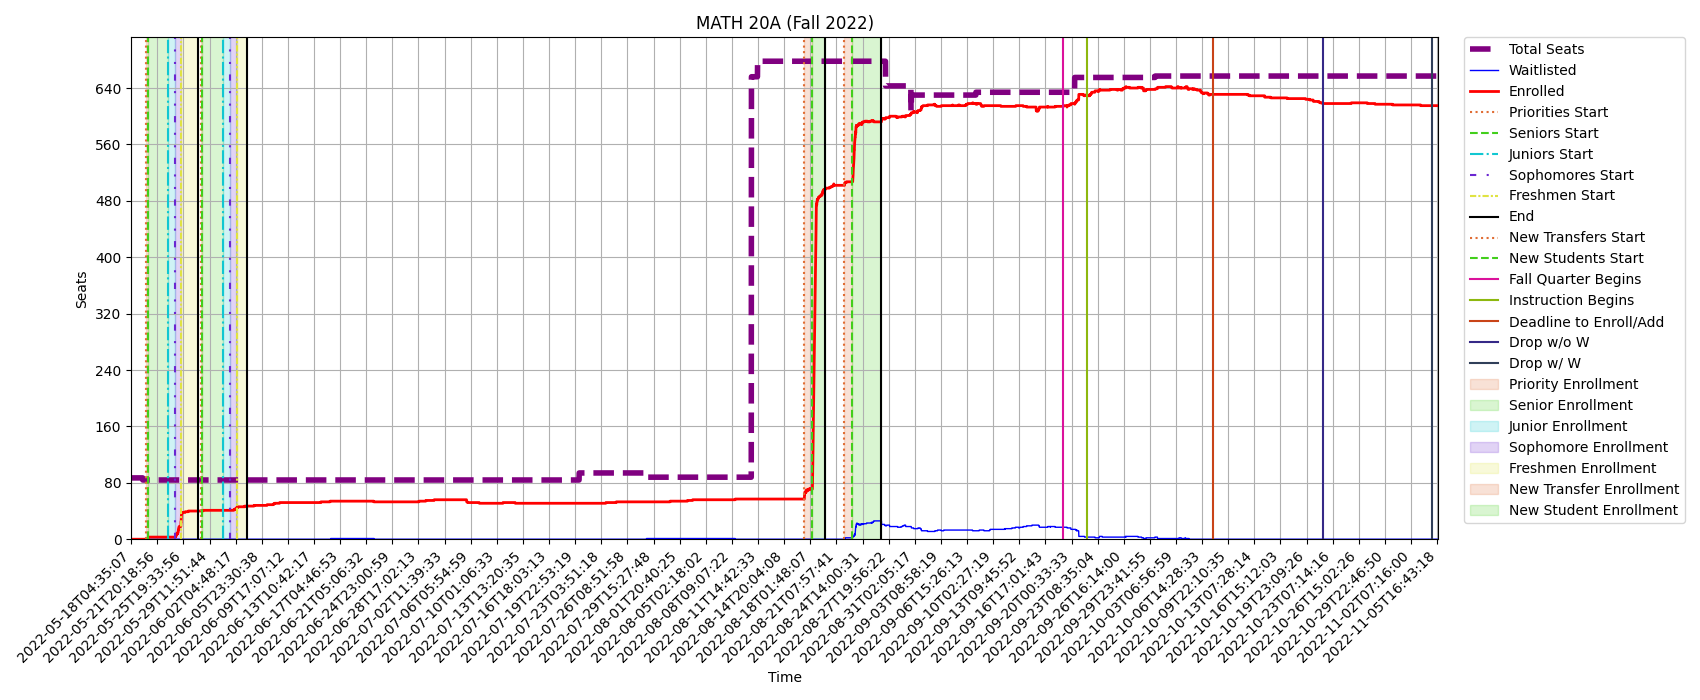 MATH 20A (Fall 2022)
Seats
640
560
480
400
320
240
160
80
0
2022-05-18T04:35:07
2022-05-21T20:18:56
2022-05-25T19:33:56
2022-05-29T11:51:44
2022-06-02T04:48:17
2022-06-05T23:30:38
2022-06-09T17:07:12
2022-06-13T10:42:17
2022-06-17T04:46:53
2022-06-21T05:06:32
2022-06-24T23:00:59
2022-06-28T17:02:13
2022-07-02T11:39:33
2022-07-06T05:54:59
2022-07-10T01:06:33
2022-07-13T13:20:35
2022-07-16T18:03:13
2022-07-19T22:53:19
2022-07-23T03:51:18
2022-07-26T08:51:58
2022-07-29T15:27:48
2022-08-01T20:40:25
2022-08-05T02:18:02
2022-08-08T09:07:22
2022-08-11T14:42:33
2022-08-14T20:04:08
2022-08-18T01:48:07
2022-08-21T07:57:41
2022-08-24T14:00:31
2022-08-27T19:56:22
2022-08-31T02:05:17
2022-09-03T08:58:19
2022-09-06T15:26:13
2022-09-10T02:27:19
2022-09-13T09:45:52
2022-09-16T17:01:43
2022-09-20T00:33:33
2022-09-23T08:35:04
2022-09-26T16:14:00
2022-09-29T23:41:55
2022-10-03T06:56:59
2022-10-06T14:28:33
2022-10-09T22:10:35
2022-10-13T07:28:14
2022-10-16T15:12:03
2022-10-19T23:09:26
2022-10-23T07:14:16
2022-10-26T15:02:26
2022-10-29T22:46:50
2022-11-02T07:16:00
2022-11-05T16:43:18
Time
Total Seats
Waitlisted
Enrolled
Priorities Start
Seniors Start
Juniors Start
Sophomores Start
Freshmen Start
End
New Transfers Start
New Students Start
Fall Quarter Begins
Instruction Begins
Deadline to Enroll/Add
Drop w/o W
Drop w/ W
Priority Enrollment
Senior Enrollment
Junior Enrollment
Sophomore Enrollment
Freshmen Enrollment
New Transfer Enrollment
New Student Enrollment